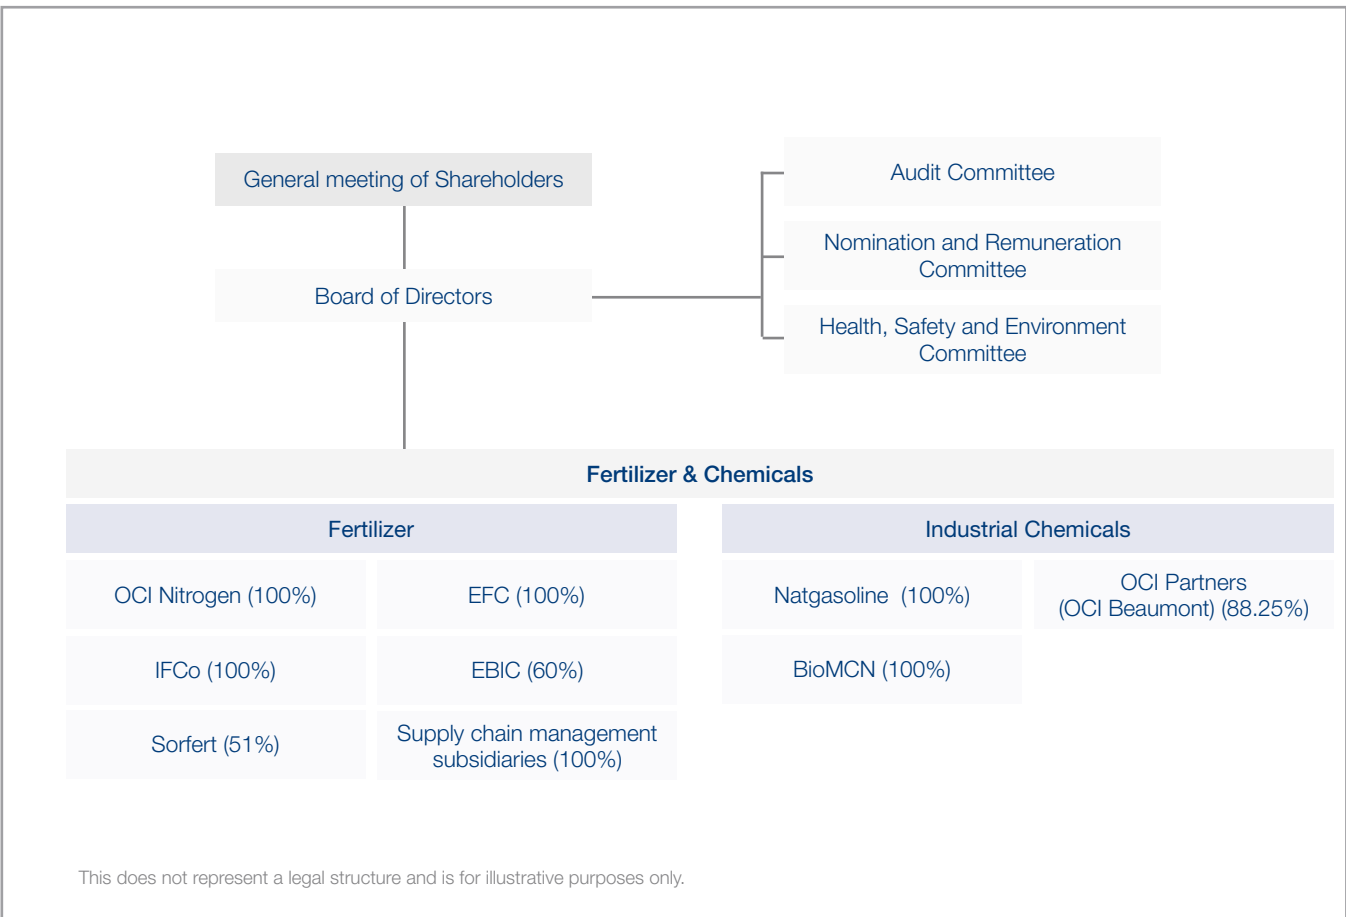 General meeting of Shareholders
Board of Directors
Audit Committee
Nomination and Remuneration
Committee
Health, Safety and Environment
Committee
Fertilizer & Chemicals
Fertilizer
OCI Nitrogen (100%)
EFC (100%)
IFCo (100%)
EBIC (60%)
Sorfert (51%)
Supply chain management
subsidiaries (100%)
Industrial Chemicals
Natgasoline (100%)
OCI Partners
(OCI Beaumont) (88.25%)
BioMCN (100%)
This does not represent a legal structure and is for illustrative purposes only.